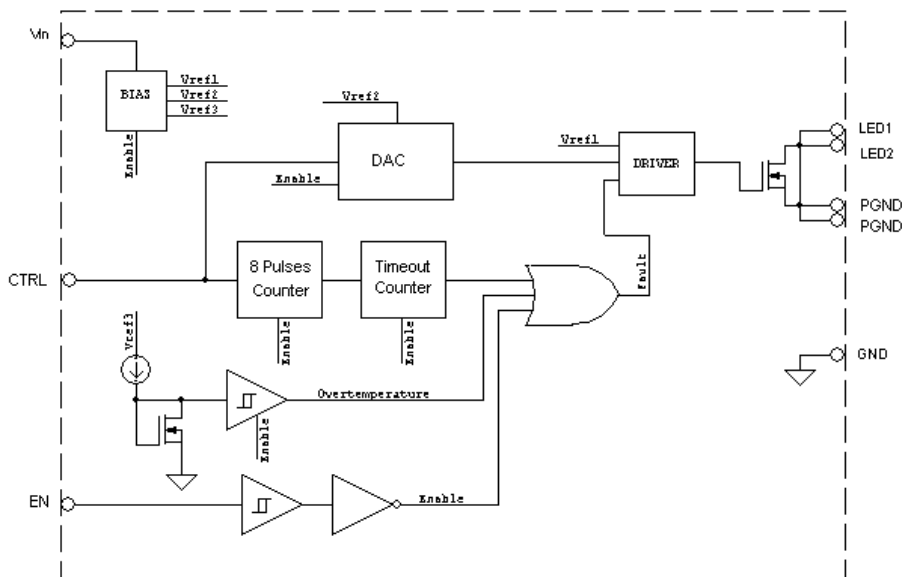 Vin
BIAS
Vref1
Vref2
Vref3
Enable
Vref2
DAC
Enable
Vref1
DRIVER
LED1
LED2
PGND
PGND
CTRL
8 Pulses
Counter
Timeout
Counter
Enable
Enable
Fault
GND
Vref3
Overtemperature
Enable
EN
Enable